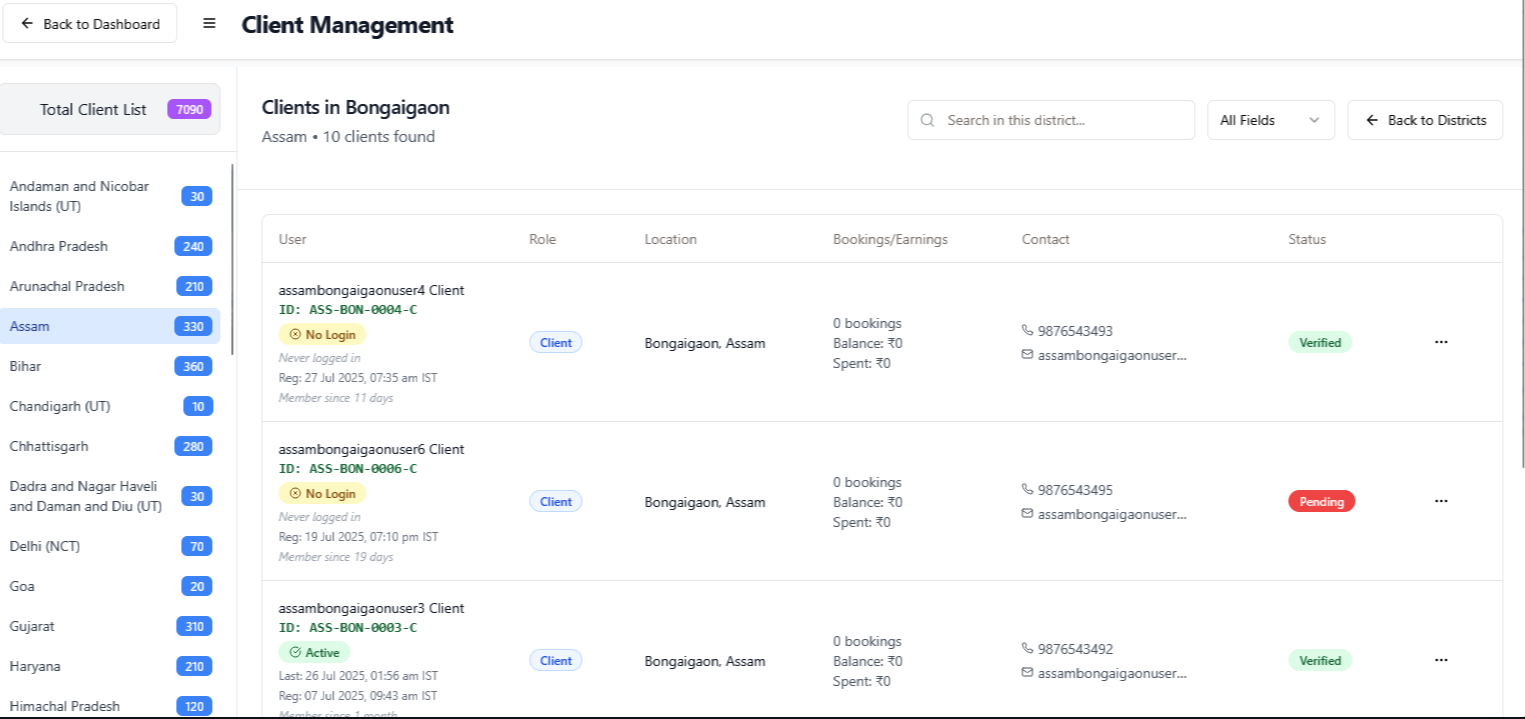 Back to Dashboard
Client Management
Total Client List 7090
Andaman and Nicobar
Islands (UT) 30
Andhra Pradesh 240
Arunachal Pradesh 210
Assam 330
Bihar 360
Chandigarh (UT) 10
Chhattisgarh 280
Dadra and Nagar Haveli
and Daman and Diu (UT) 30
Delhi (NCT) 70
Goa 20
Gujarat 310
Haryana 210
Himachal Pradesh 120
Clients in Bongaigaon
Assam • 10 clients found
Search in this district...
All Fields
Back to Districts
User Role Location Bookings/Earnings Contact Status
assambongaigaonuser4 Client
ID: ASS-BON-0004-C
No Login
Never logged in
Reg: 27 Jul 2025, 07:35 am IST
Member since 11 days
Client
Bongaigaon, Assam
0 bookings
Balance: ₹0
Spent: ₹0
9876543493
assambongaigaonuser...
Verified
...
assambongaigaonuser6 Client
ID: ASS-BON-0006-C
No Login
Never logged in
Reg: 19 Jul 2025, 07:10 pm IST
Member since 19 days
Client
Bongaigaon, Assam
0 bookings
Balance: ₹0
Spent: ₹0
9876543495
assambongaigaonuser...
Pending
...
assambongaigaonuser3 Client
ID: ASS-BON-0003-C
Active
Last: 26 Jul 2025, 01:56 am IST
Reg: 07 Jul 2025, 09:43 am IST
Member since 1 month
Client
Bongaigaon, Assam
0 bookings
Balance: ₹0
Spent: ₹0
9876543492
assambongaigaonuser...
Verified
...